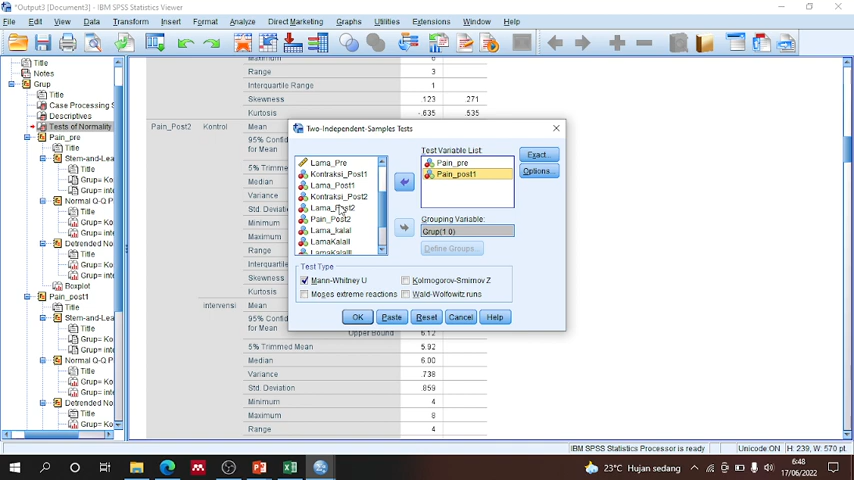 *Output3 [Document3] - IBM SPSS Statistics Viewer
File Edit View Data Transform Insert Format Analyze Direct Marketing Graphs Utilities Extensions Window Help
Title
Notes
Grup
Title
Case Processing S
Descriptives
Tests of Normality
Pain_pre
Title
Stem-and-Lea
Title
Grup= Ko
Grup= inte
Normal Q-Q P
Title
Grup= Ko
Grup= inte
Detrended No
Title
Grup= Ko
Grup= inte
Boxplot
Pain_post1
Title
Stem-and-Lea
Title
Grup= Ko
Grup= inte
Normal Q-Q P
Title
Grup= Ko
Grup= inte
Detrended No
Title
Grup= Ko
Maximum 6
Range 3
Interquartile Range 1
Skewness .123 .271
Kurtosis -.635 .535
Pain_Post2 Kontrol Mean
95% Confid
for Mean
5% Trimmed
Median
Variance
Std. Deviatio
Minimum
Maximum
Range
Interquartile
Skewness
Kurtosis
intervensi Mean
95% Confid
for Mean
Upper Bound 6.12
5% Trimmed Mean 5.92
Median 6.00
Variance .738
Std. Deviation .859
Minimum 4
Maximum 8
Range 4
Two-Independent-Samples Tests
Lama_Pre
Kontraksi_Post1
Lama_Post1
Kontraksi_Post2
Lama_Post2
Pain_Post2
Lama_kalaI
LamaKalaII
LamaKalaIII
Test Variable List:
Pain_pre
Pain_post1
Grouping Variable:
Grup(1 0)
Define Groups...
Exact...
Options...
Test Type
Mann-Whitney U Kolmogorov-Smirnov Z
Moses extreme reactions Wald-Wolfowitz runs
OK Paste Reset Cancel Help
IBM SPSS Statistics Processor is ready Unicode:ON H: 239, W: 570 pt
23°C Hujan sedang
6:48
17/06/2022